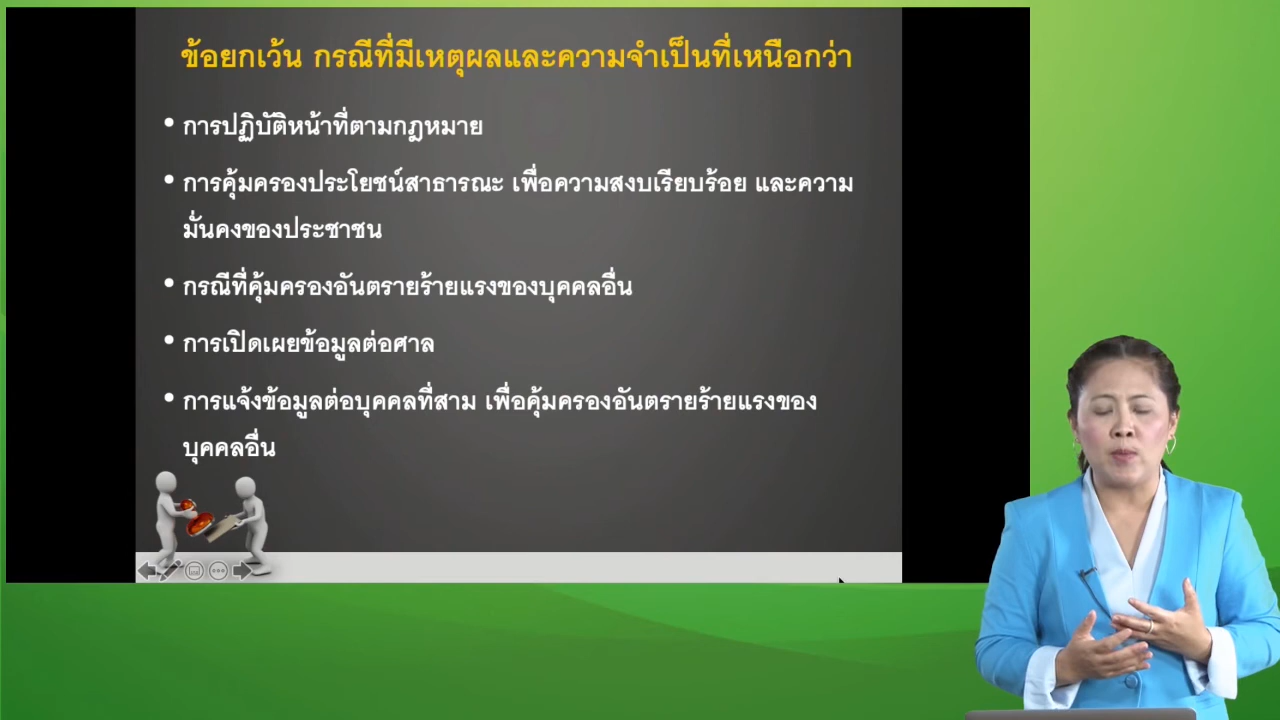 ข้อยกเว้น กรณีที่มีเหตุผลและความจำเป็นที่เหนือกว่า
• การปฏิบัติหน้าที่ตามกฎหมาย
• การคุ้มครองประโยชน์สาธารณะ เพื่อความสงบเรียบร้อย และความ
มั่นคงของประชาชน
• กรณีที่คุ้มครองอันตรายร้ายแรงของบุคคลอื่น
• การเปิดเผยข้อมูลต่อศาล
• การแจ้งข้อมูลต่อบุคคลที่สาม เพื่อคุ้มครองอันตรายร้ายแรงของ
บุคคลอื่น